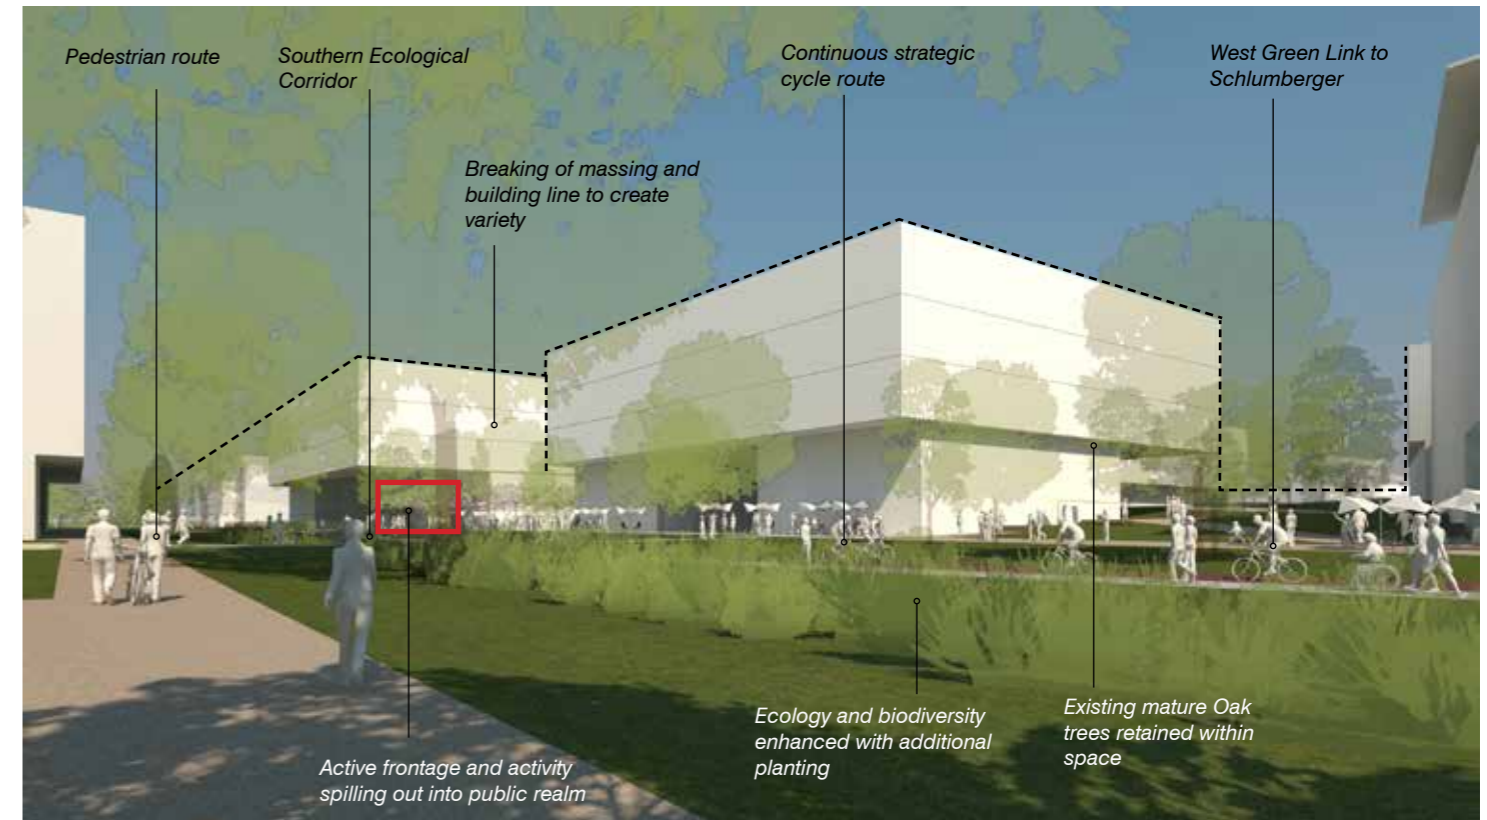 Pedestrian route
Southern Ecological
Corridor
Continuous strategic
cycle route
West Green Link to
Schlumberger
Breaking of massing and
building line to create
variety
Active frontage and activity
spilling out into public realm
Ecology and biodiversity
enhanced with additional
planting
Existing mature Oak
trees retained within
space